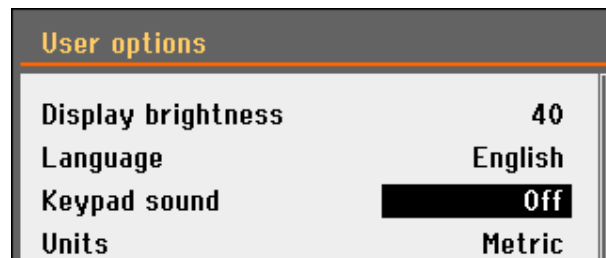 User options
Display brightness 40
Language English
Keypad sound Off
Units Metric